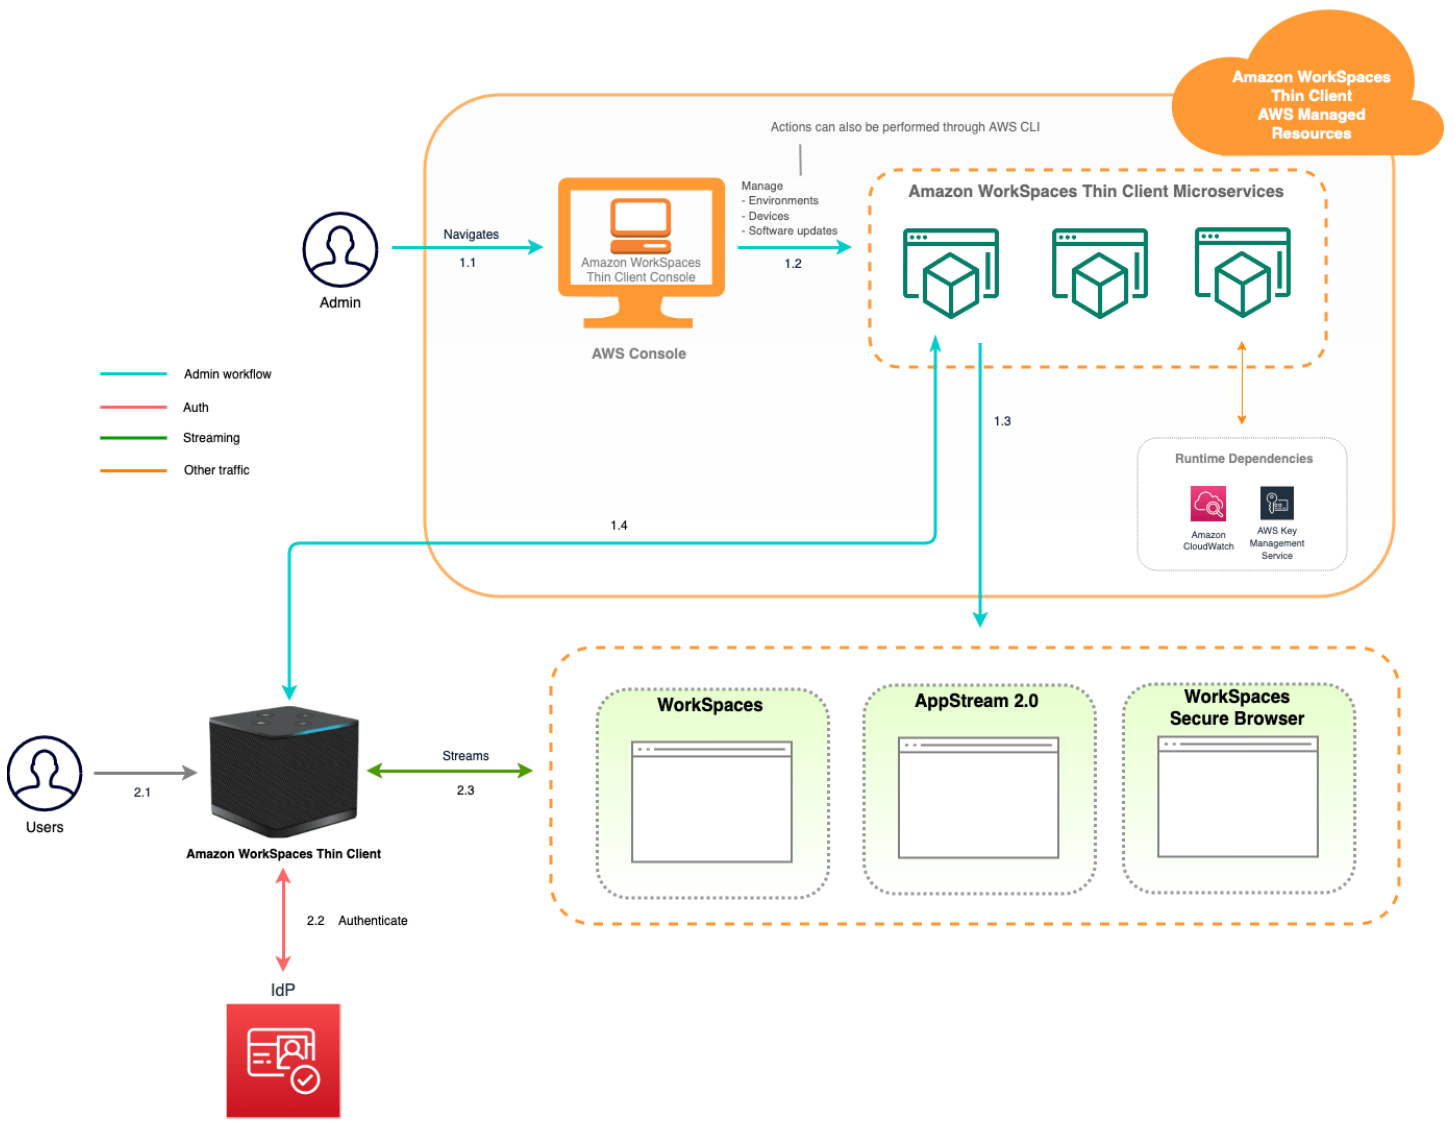 Amazon WorkSpaces
Thin Client
AWS Managed
Resources
Actions can also be performed through AWS CLI
Manage
- Environments
- Devices
- Software updates
1.2
Amazon WorkSpaces Thin Client Microservices
Navigates
1.1
Admin
Amazon WorkSpaces
Thin Client Console
AWS Console
Admin workflow
Auth
Streaming
Other traffic
1.3
Runtime Dependencies
Amazon
CloudWatch
AWS Key
Management
Service
1.4
WorkSpaces
AppStream 2.0
WorkSpaces
Secure Browser
Users
2.1
Amazon WorkSpaces Thin Client
Streams
2.3
2.2 Authenticate
IdP